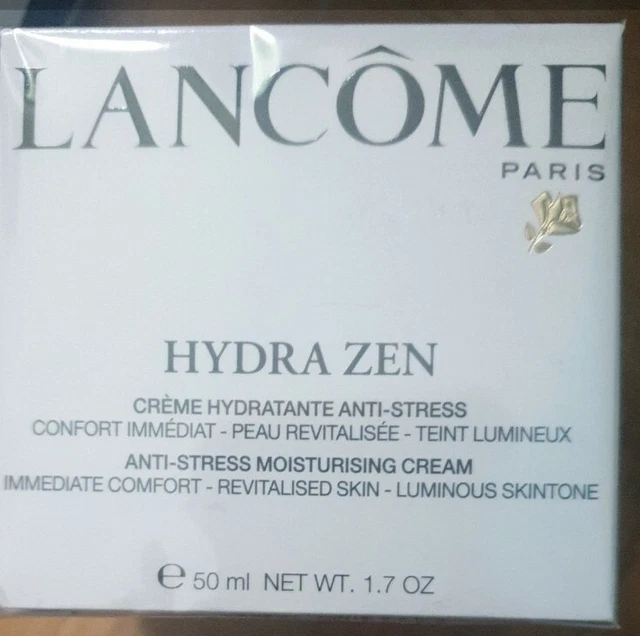 LANCÔME
PARIS
HYDRA ZEN
CRÈME HYDRATANTE ANTI-STRESS
CONFORT IMMÉDIAT - PEAU REVITALISÉE - TEINT LUMINEUX
ANTI-STRESS MOISTURISING CREAM
IMMEDIATE COMFORT - REVITALISED SKIN - LUMINOUS SKINTONE
℮ 50 ml NET WT. 1.7 OZ